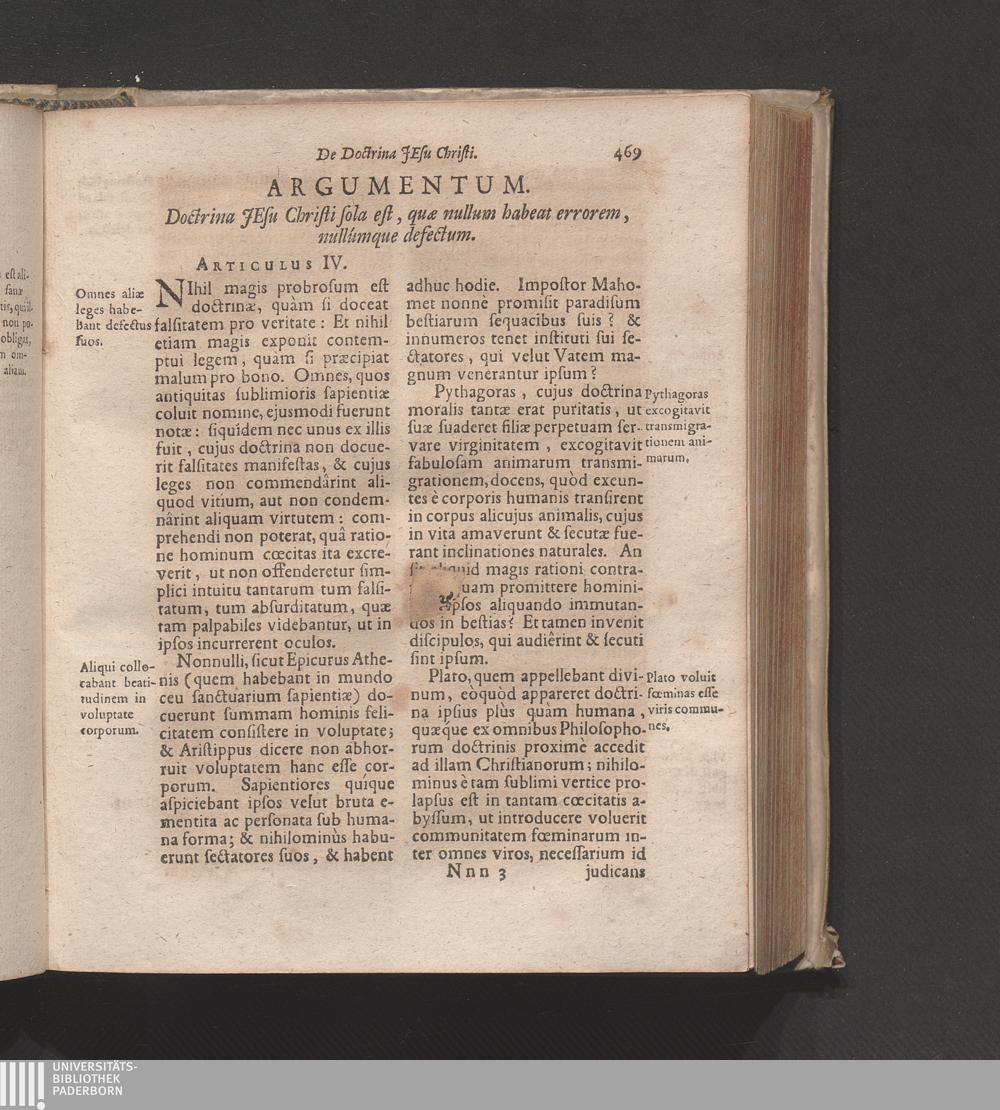 De Doctrina JEsu Christi. 469
ARGUMENTUM.
Doctrina JEsu Christi sola est, quæ nullum habeat errorem,
nullúmque defectum.
ARTICULUS IV.
Omnes aliæ
leges habe-
bant defectus
suos.
NIhil magis probrosum est
doctrinæ, quàm si doceat
falsitatem pro veritate: Et nihil
etiam magis exponit contem-
ptui legem, quàm si præcipiat
malum pro bono. Omnes, quos
antiquitas sublimioris sapientiæ
coluit nomine, ejusmodi fuerunt
notæ: siquidem nec unus ex illis
fuit, cujus doctrina non docue-
rit falsitates manifestas, & cujus
leges non commendârint ali-
quod vitium, aut non condem-
nârint aliquam virtutem: com-
prehendi non poterat, quâ ratio-
ne hominum cœcitas ita excre-
verit, ut non offenderetur sim-
plici intuitu tantarum tum falsi-
tatum, tum absurditatum, quæ
tam palpabiles videbantur, ut in
ipsos incurrerent oculos.
Aliqui collo-
cabant beati-
tudinem in
voluptate
corporum.
Nonnulli, sicut Epicurus Athe-
nis (quem habebant in mundo
ceu sanctuarium sapientiæ) do-
cuerunt summam hominis feli-
citatem consistere in voluptate;
& Aristippus dicere non abhor-
ruit voluptatem hanc esse cor-
porum. Sapientiores quíque
aspiciebant ipsos velut bruta e-
mentita ac personata sub huma-
na forma; & nihilominùs habu-
erunt sectatores suos, & habent
adhuc hodie. Impostor Maho-
met nonnè promisit paradisum
bestiarum sequacibus suis? &
innumeros tenet instituti sui se-
ctatores, qui velut Vatem ma-
gnum venerantur ipsum?
Pythagoras, cujus doctrina
moralis tantæ erat puritatis, ut
suæ suaderet filiæ perpetuam ser-
vare virginitatem, excogitavit
fabulosam animarum transmi-
grationem, docens, quòd exeun-
tes è corporis humanis transirent
in corpus alicujus animalis, cujus
in vita amaverunt & secutæ fue-
rant inclinationes naturales. An
magis rationi contra-
promittere homini-
ipsos aliquando immutan-
dos in bestias? Et tamen invenit
discipulos, qui audiêrint & secuti
sint ipsum.
Pythagoras
excogitavit
transmigra-
tionem ani-
marum.
Plato, quem appellebant divi-
num, eòquòd appareret doctri-
na ipsius plùs quàm humana,
quæque ex omnibus Philosopho-
rum doctrinis proximè accedit
ad illam Christianorum; nihilo-
minus è tam sublimi vertice pro-
lapsus est in tantam cœcitatis a-
byssum, ut introducere voluerit
communitatem fœminarum in-
ter omnes viros, necessarium id
Plato voluit
fœminas esse
viris commu-
nes.
Nnn 3 judicans
est ali-
non po-
obligat,
aliam.
UNIVERSITÄTS-
BIBLIOTHEK
PADERBORN